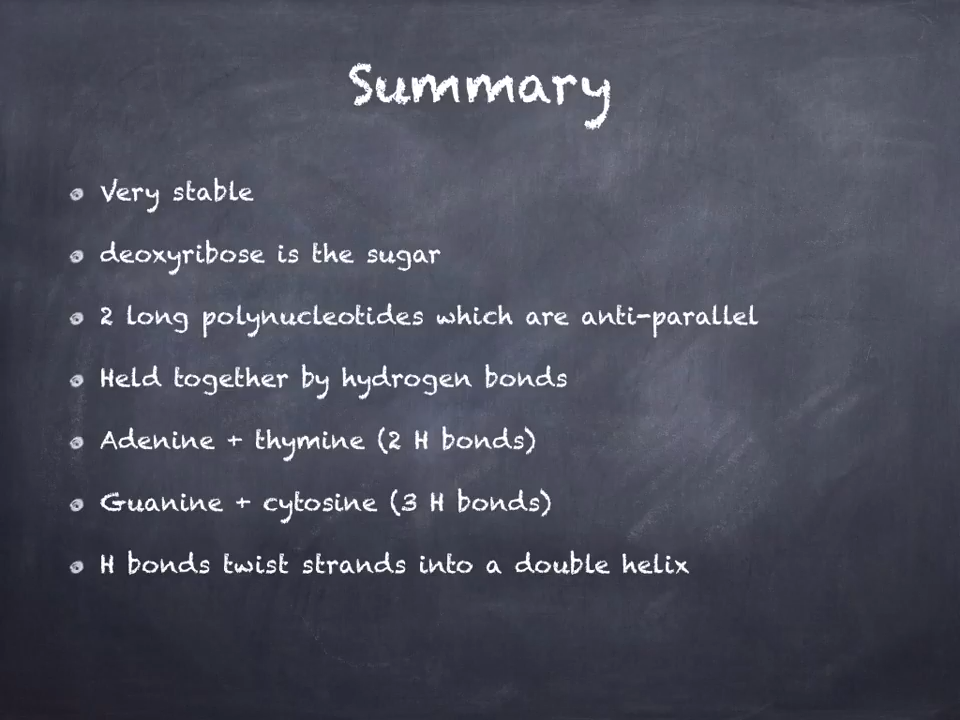 Summary
Very stable
deoxyribose is the sugar
2 long polynucleotides which are anti-parallel
Held together by hydrogen bonds
Adenine + thymine (2 H bonds)
Guanine + cytosine (3 H bonds)
H bonds twist strands into a double helix